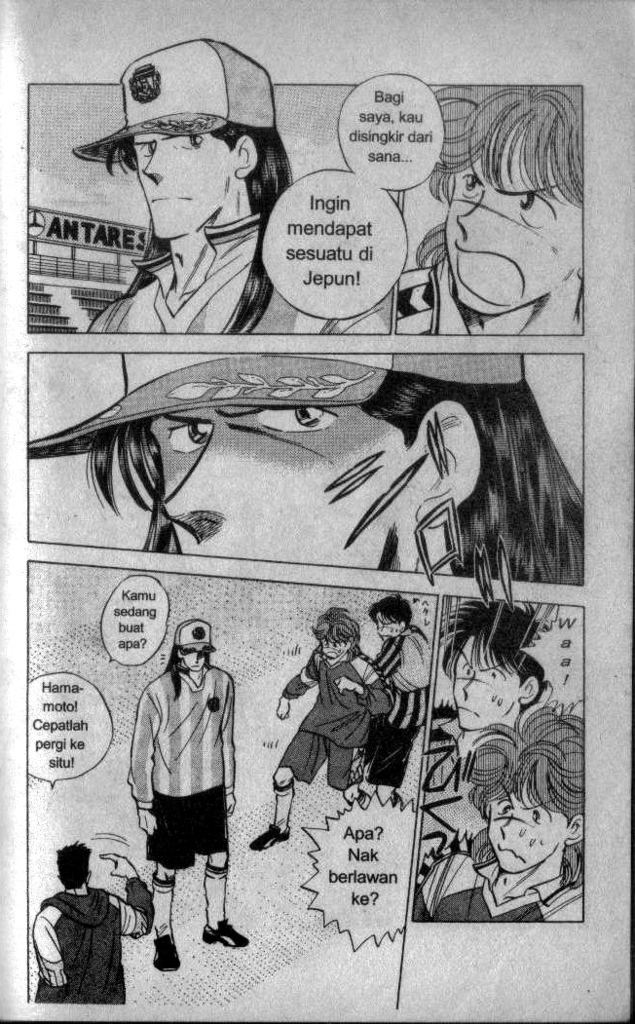 Bagi
saya, kau
disingkir dari
sana...
Ingin
mendapat
sesuatu di
Jepun!
ANTARES
Kamu
sedang
buat
apa?
Hama-
moto!
Cepatlah
pergi ke
situ!
Apa?
Nak
berlawan
ke?
Waa!